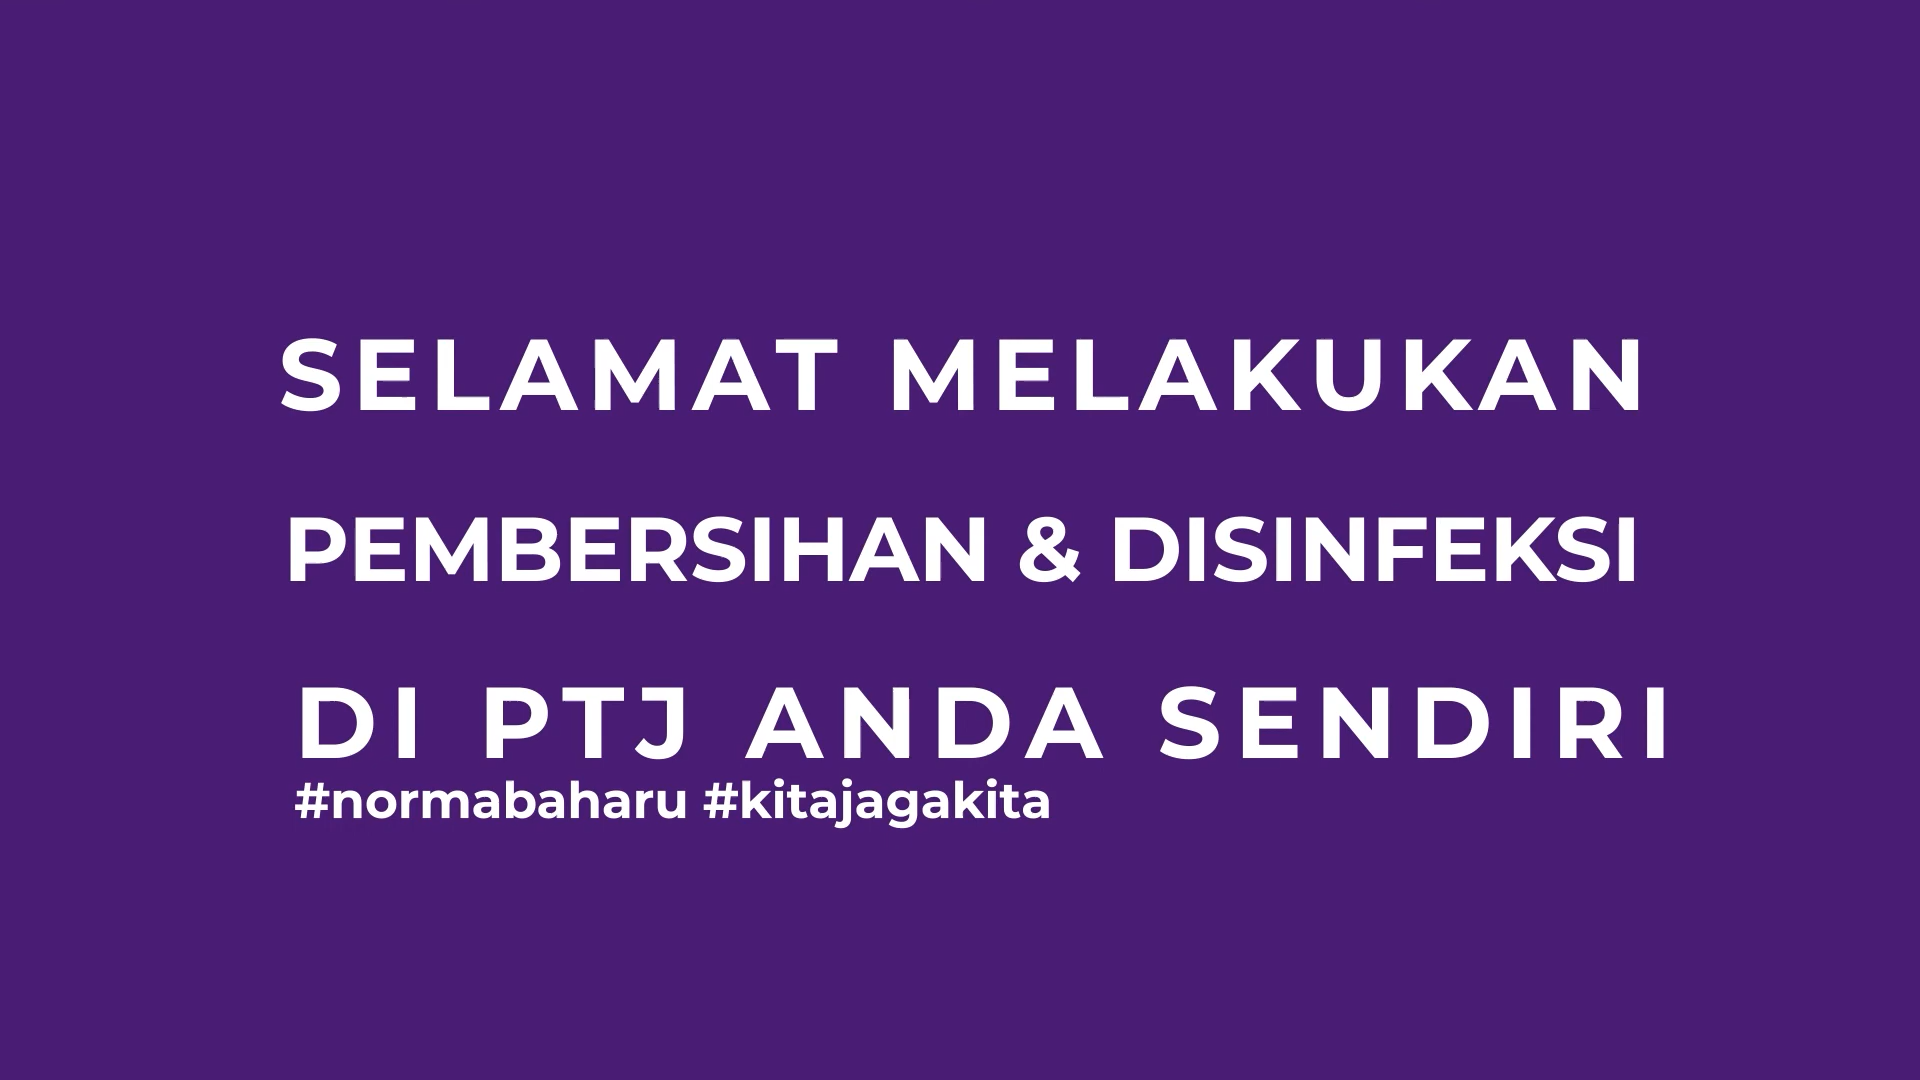 SELAMAT MELAKUKAN
PEMBERSIHAN & DISINFEKSI
DI PTJ ANDA SENDIRI
#normabaharu #kitajagakita